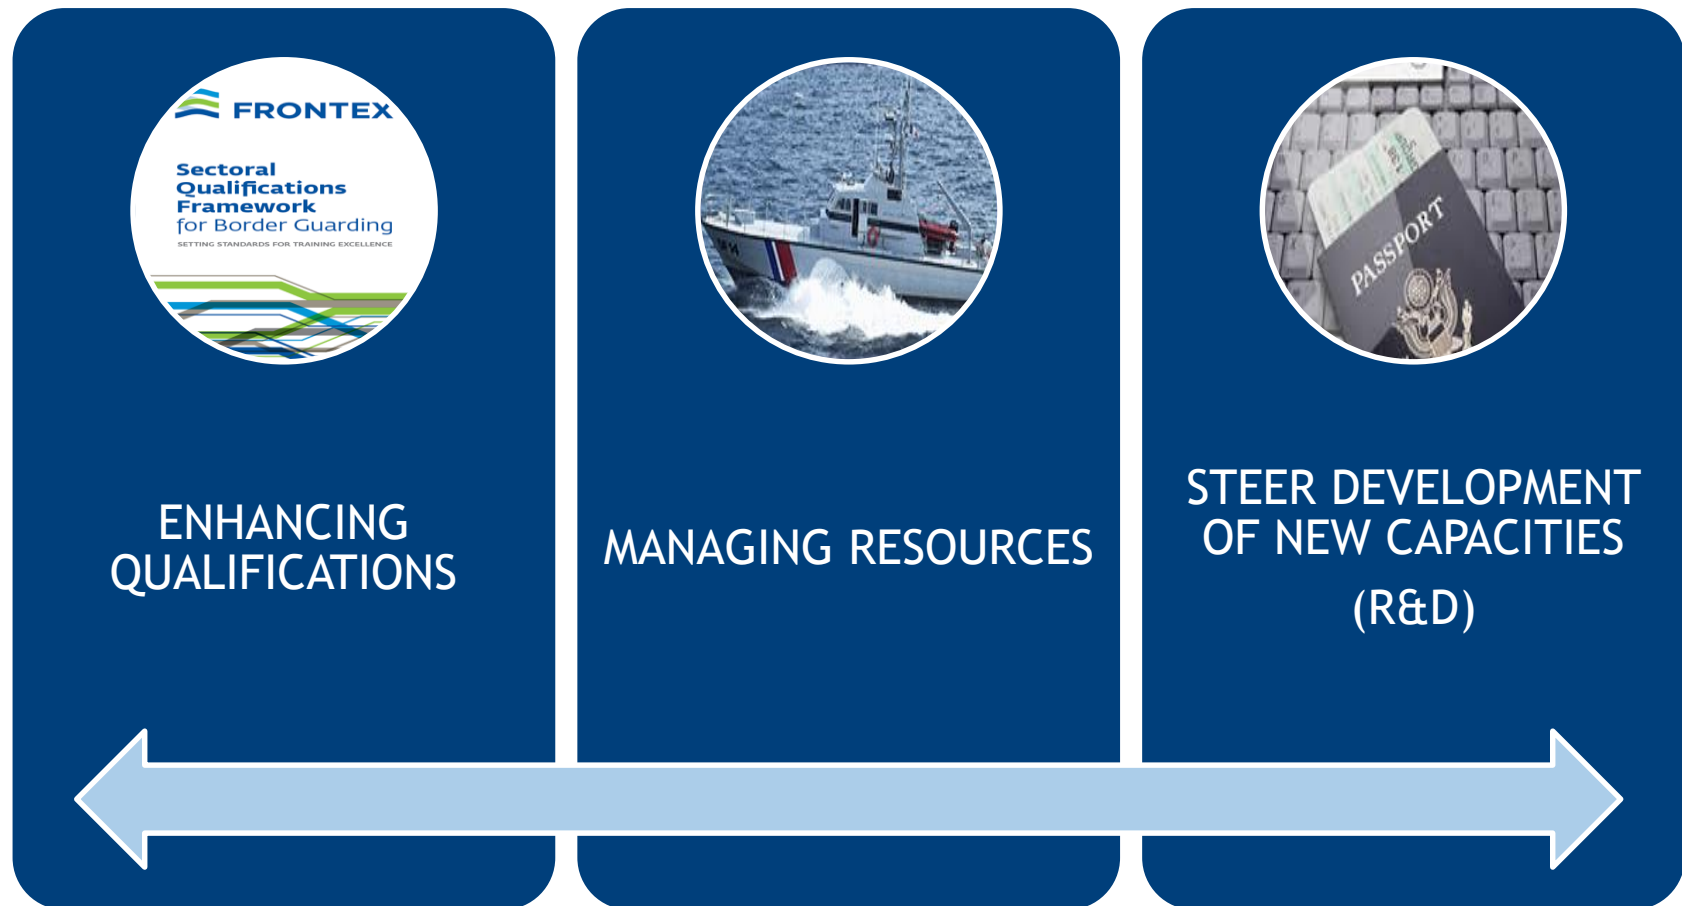 FRONTEX
Sectoral
Qualifications
Framework
for Border Guarding
SETTING STANDARDS FOR TRAINING EXCELLENCE
ENHANCING
QUALIFICATIONS
MANAGING RESOURCES
PASSPORT
STEER DEVELOPMENT
OF NEW CAPACITIES
(R&D)